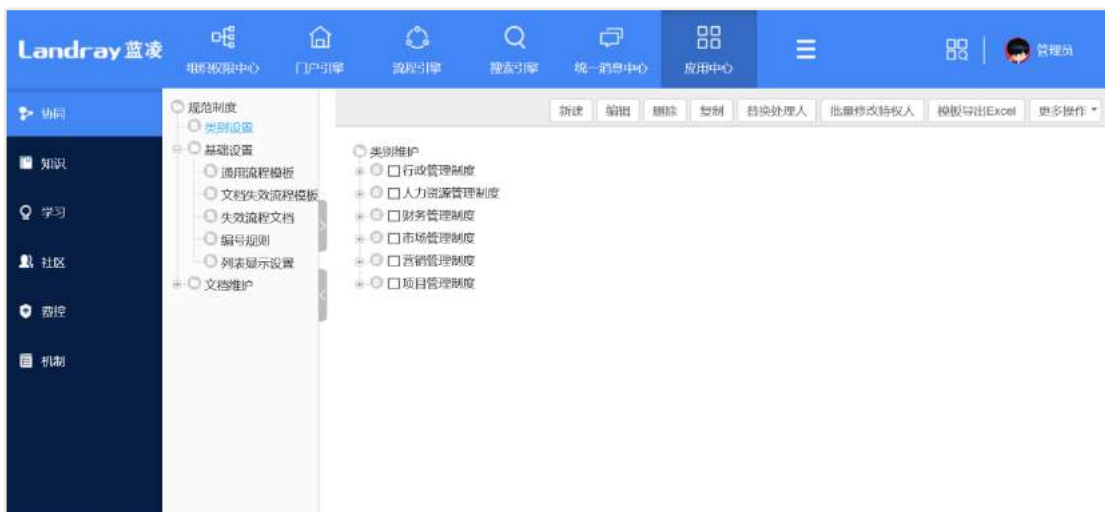 Landray 蓝凌
组织权限中心 门户引擎 流程引擎 搜索引擎 统一消息中心 应用中心 管理员
协同
知识
学习
社区
费控
机制
规范制度
类别设置
基础设置
通用流程模板
文档失效流程模板
失效流程文档
编号规则
列表显示设置
文档维护
新建 编辑 删除 复制 替换处理人 批量修改特权人 模板导出Excel 更多操作
类别维护
行政管理制度
人力资源管理制度
财务管理制度
市场管理制度
营销管理制度
项目管理制度